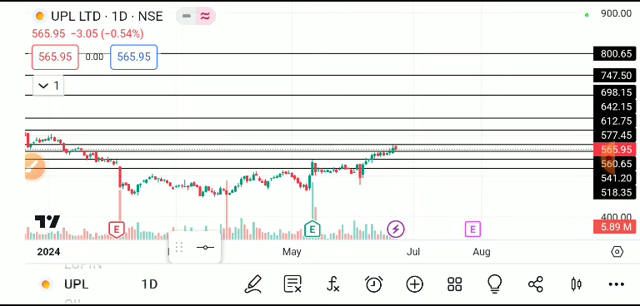 UPL LTD · 1D · NSE
565.95 −3.05 (−0.54%)
565.95 0.00 565.95
1
900.00
800.65
747.50
698.15
642.15
612.75
577.45
565.95
560.65
541.20
518.35
400.00
5.89 M
E E E
2024 May Jul Aug
LUPIN
UPL 1D